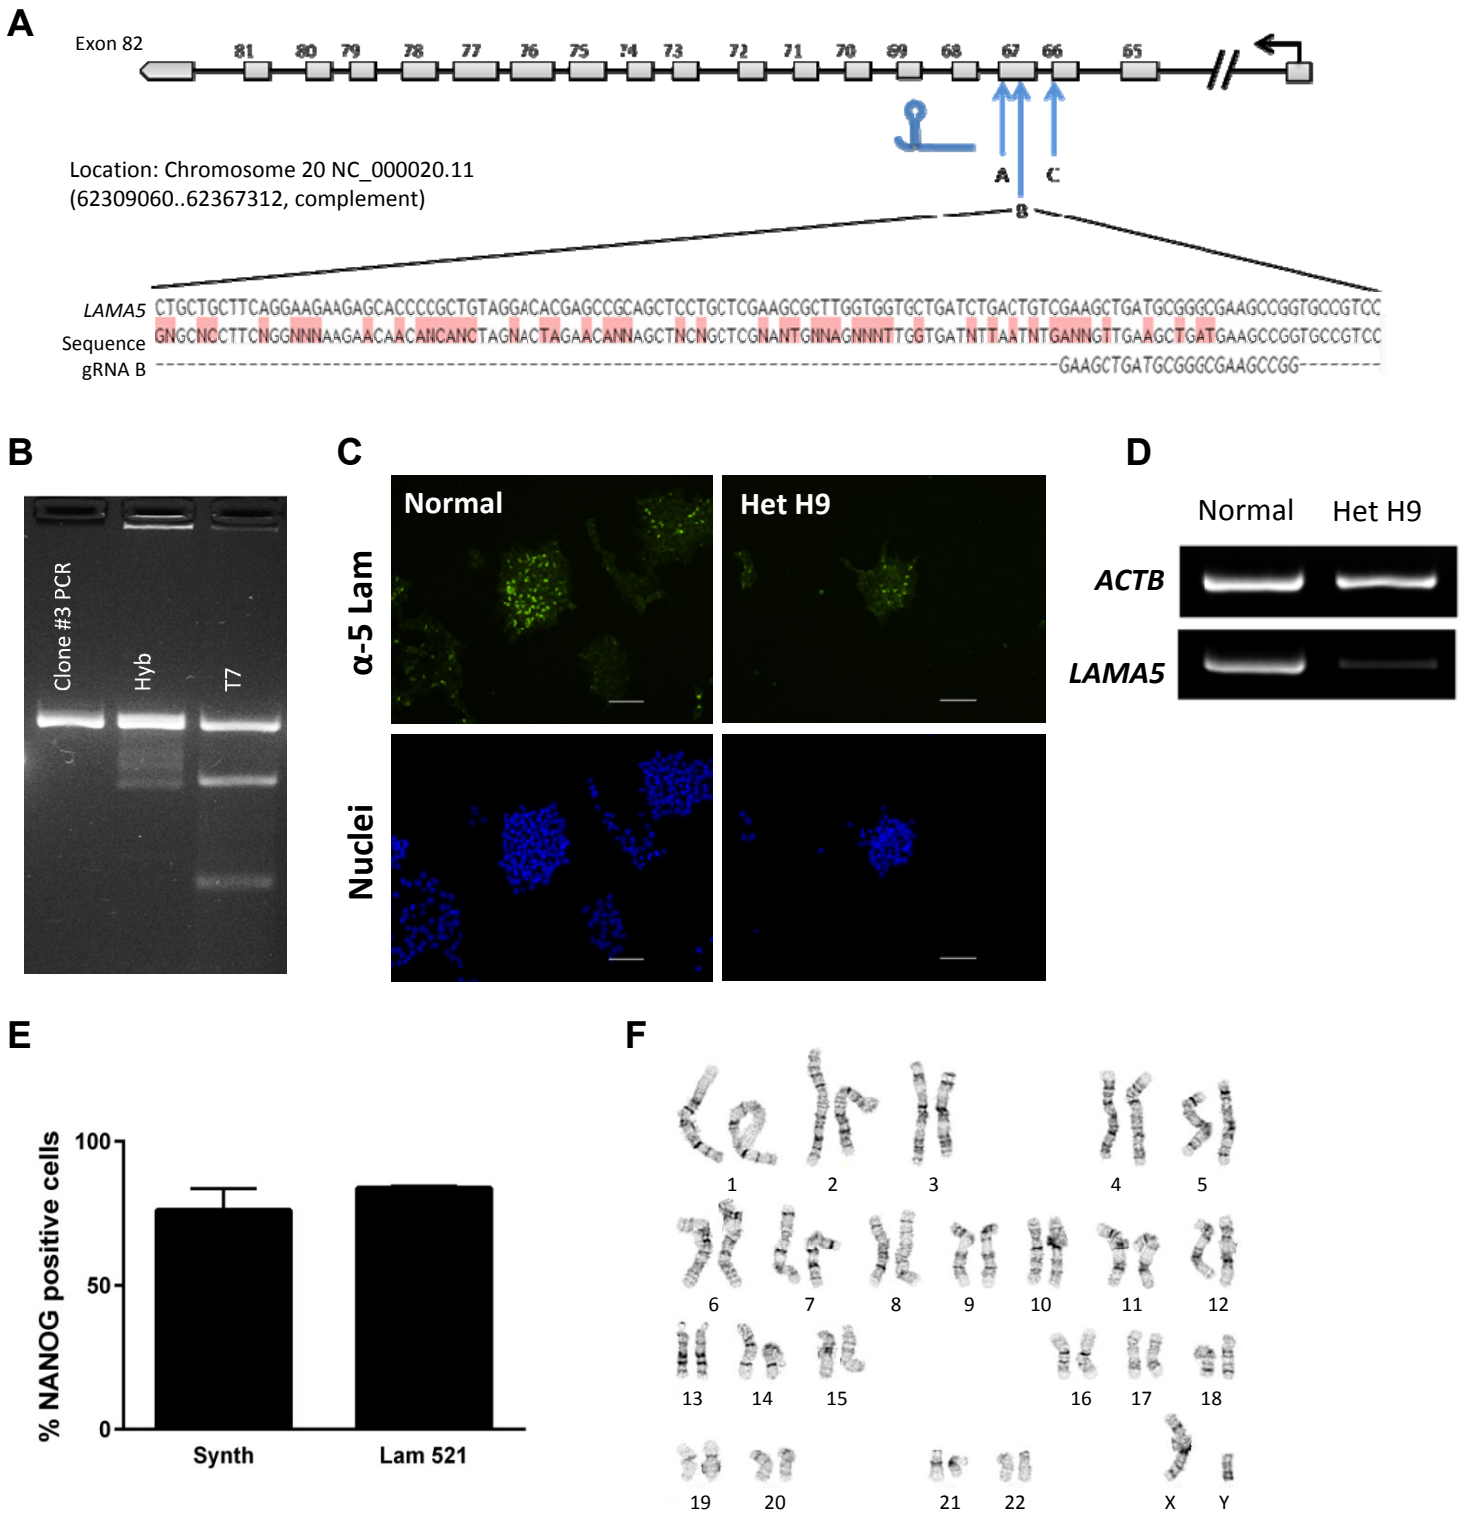 A
Exon 82
81 80 79 78 77 76 75 74 73 72 71 70 69 68 67 66 65
Location: Chromosome 20 NC_000020.11
(62309060..62367312, complement)
A
C
B
LAMA5 CTGCTGCTTCAGGAAGAAGAGCACCCCCGCTGTAGGACACGAGCCGCAGCTCCTGCTCGAAGCGCTTGGTGGTGCTGATCTGACTGTCGAAGCTGATGCGGGCGAAGCCGGTGCCGTCC
Sequence GNGCNCCTTCNGGNNNAAGAACAACANCANCTAGNACTAGAACANNAGCTNCNGCTCGNANTGNNAGNNNTTGGTGATNTTAATNTGANNGTTGAAGCTGATGAAGCCGGTGCCGTCC
gRNA B GAAGCTGATGCGGGCGAAGCCGG
B
Clone #3 PCR
Hyb
T7
C
Normal
Het H9
α-5 Lam
Nuclei
D
Normal Het H9
ACTB
LAMA5
E
% NANOG positive cells
100
50
0
Synth Lam 521
F
1 2 3 4 5
6 7 8 9 10 11 12
13 14 15 16 17 18
19 20 21 22 X Y